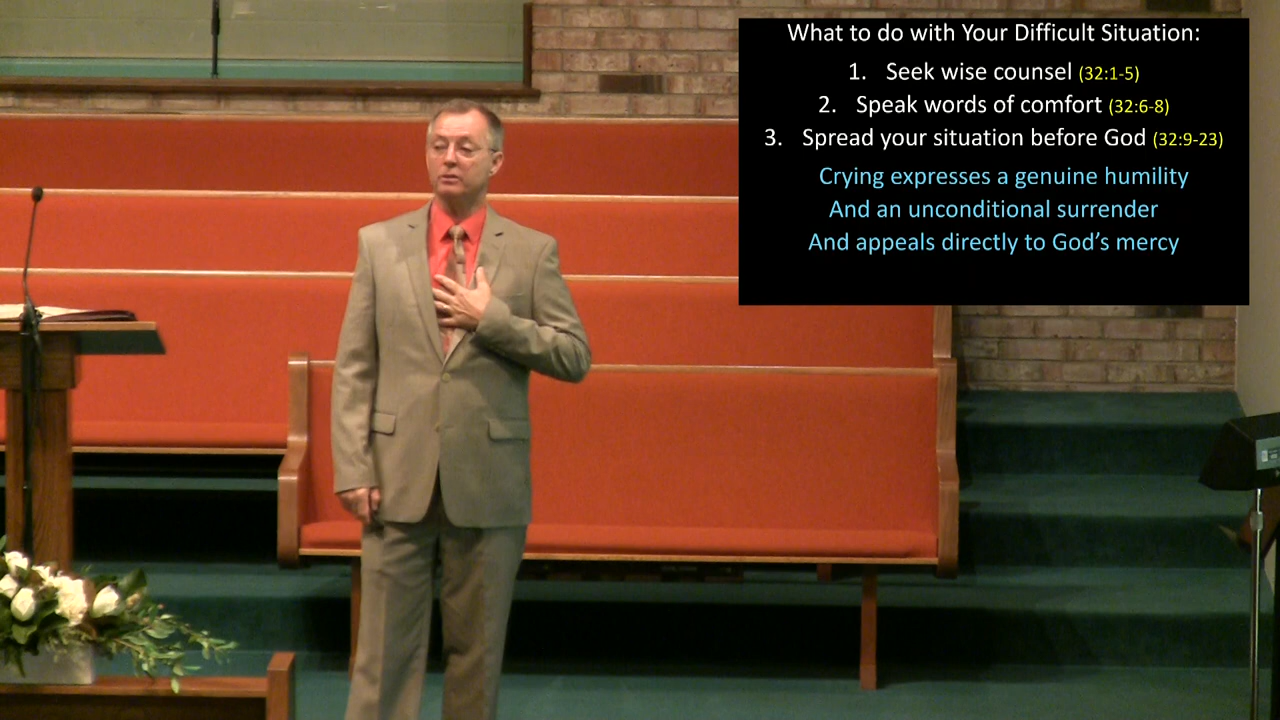 What to do with Your Difficult Situation:
1. Seek wise counsel (32:1-5)
2. Speak words of comfort (32:6-8)
3. Spread your situation before God (32:9-23)
Crying expresses a genuine humility
And an unconditional surrender
And appeals directly to God's mercy